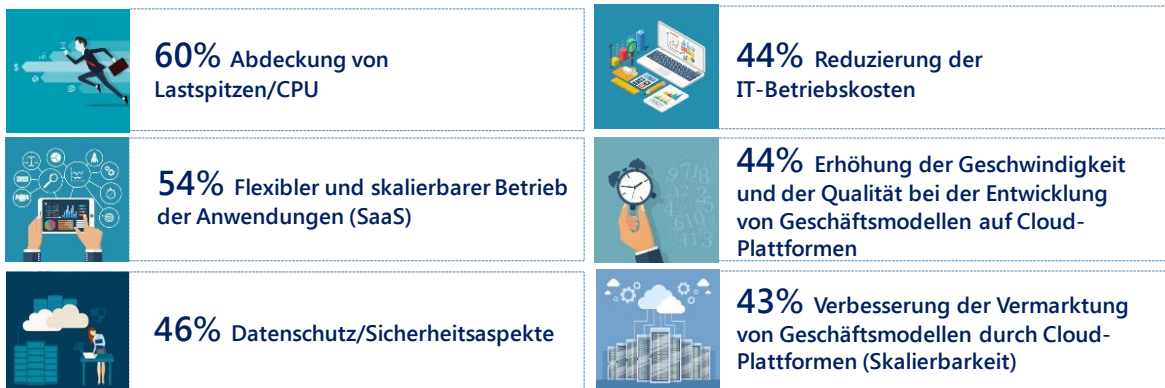 60% Abdeckung von
Lastspitzen/CPU
54% Flexibler und skalierbarer Betrieb
der Anwendungen (SaaS)
46% Datenschutz/Sicherheitsaspekte
44% Reduzierung der
IT-Betriebskosten
44% Erhöhung der Geschwindigkeit
und der Qualität bei der Entwicklung
von Geschäftsmodellen auf Cloud-
Plattformen
43% Verbesserung der Vermarktung
von Geschäftsmodellen durch Cloud-
Plattformen (Skalierbarkeit)